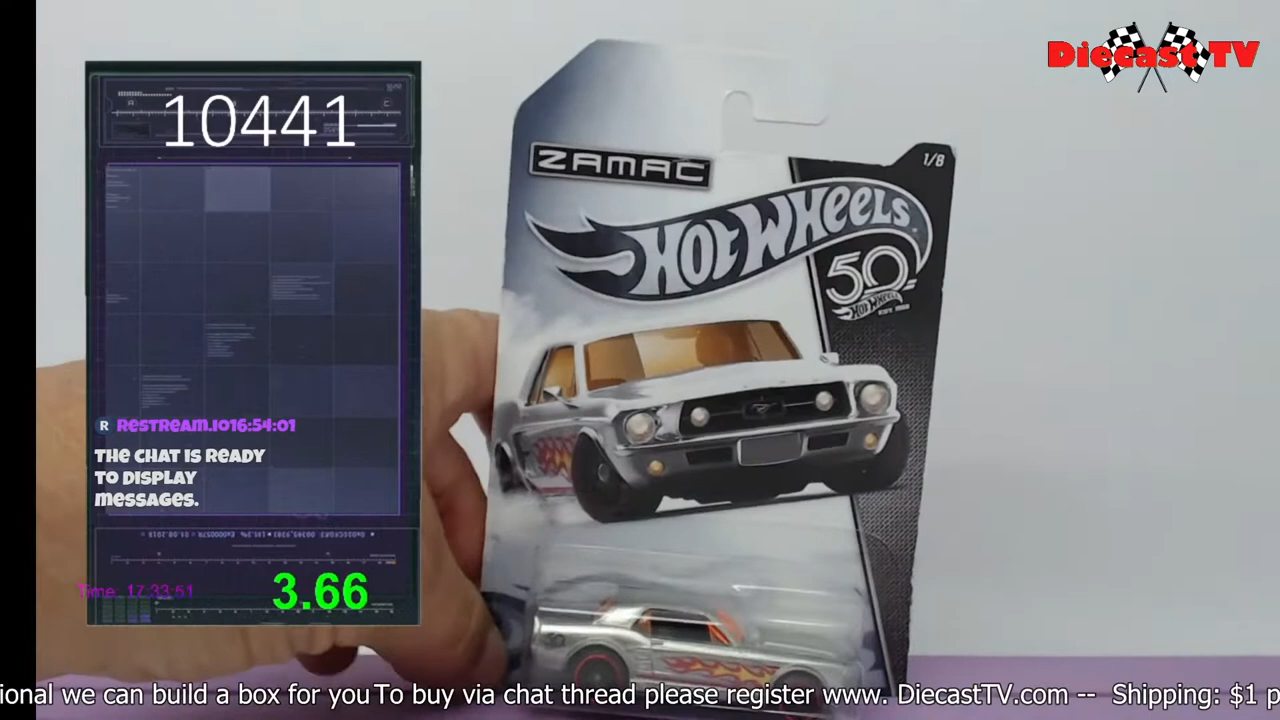 Diecast TV
10441
ZAMAC
1/8
HOT WHEELS
50
HOT WHEELS
RESTREAM.IO16:54:01
THE CHAT IS READY
TO DISPLAY
MESSAGES.
Time: 17:33:51
3.66
ional we can build a box for you To buy via chat thread please register www. DiecastTV.com -- Shipping: $1 p